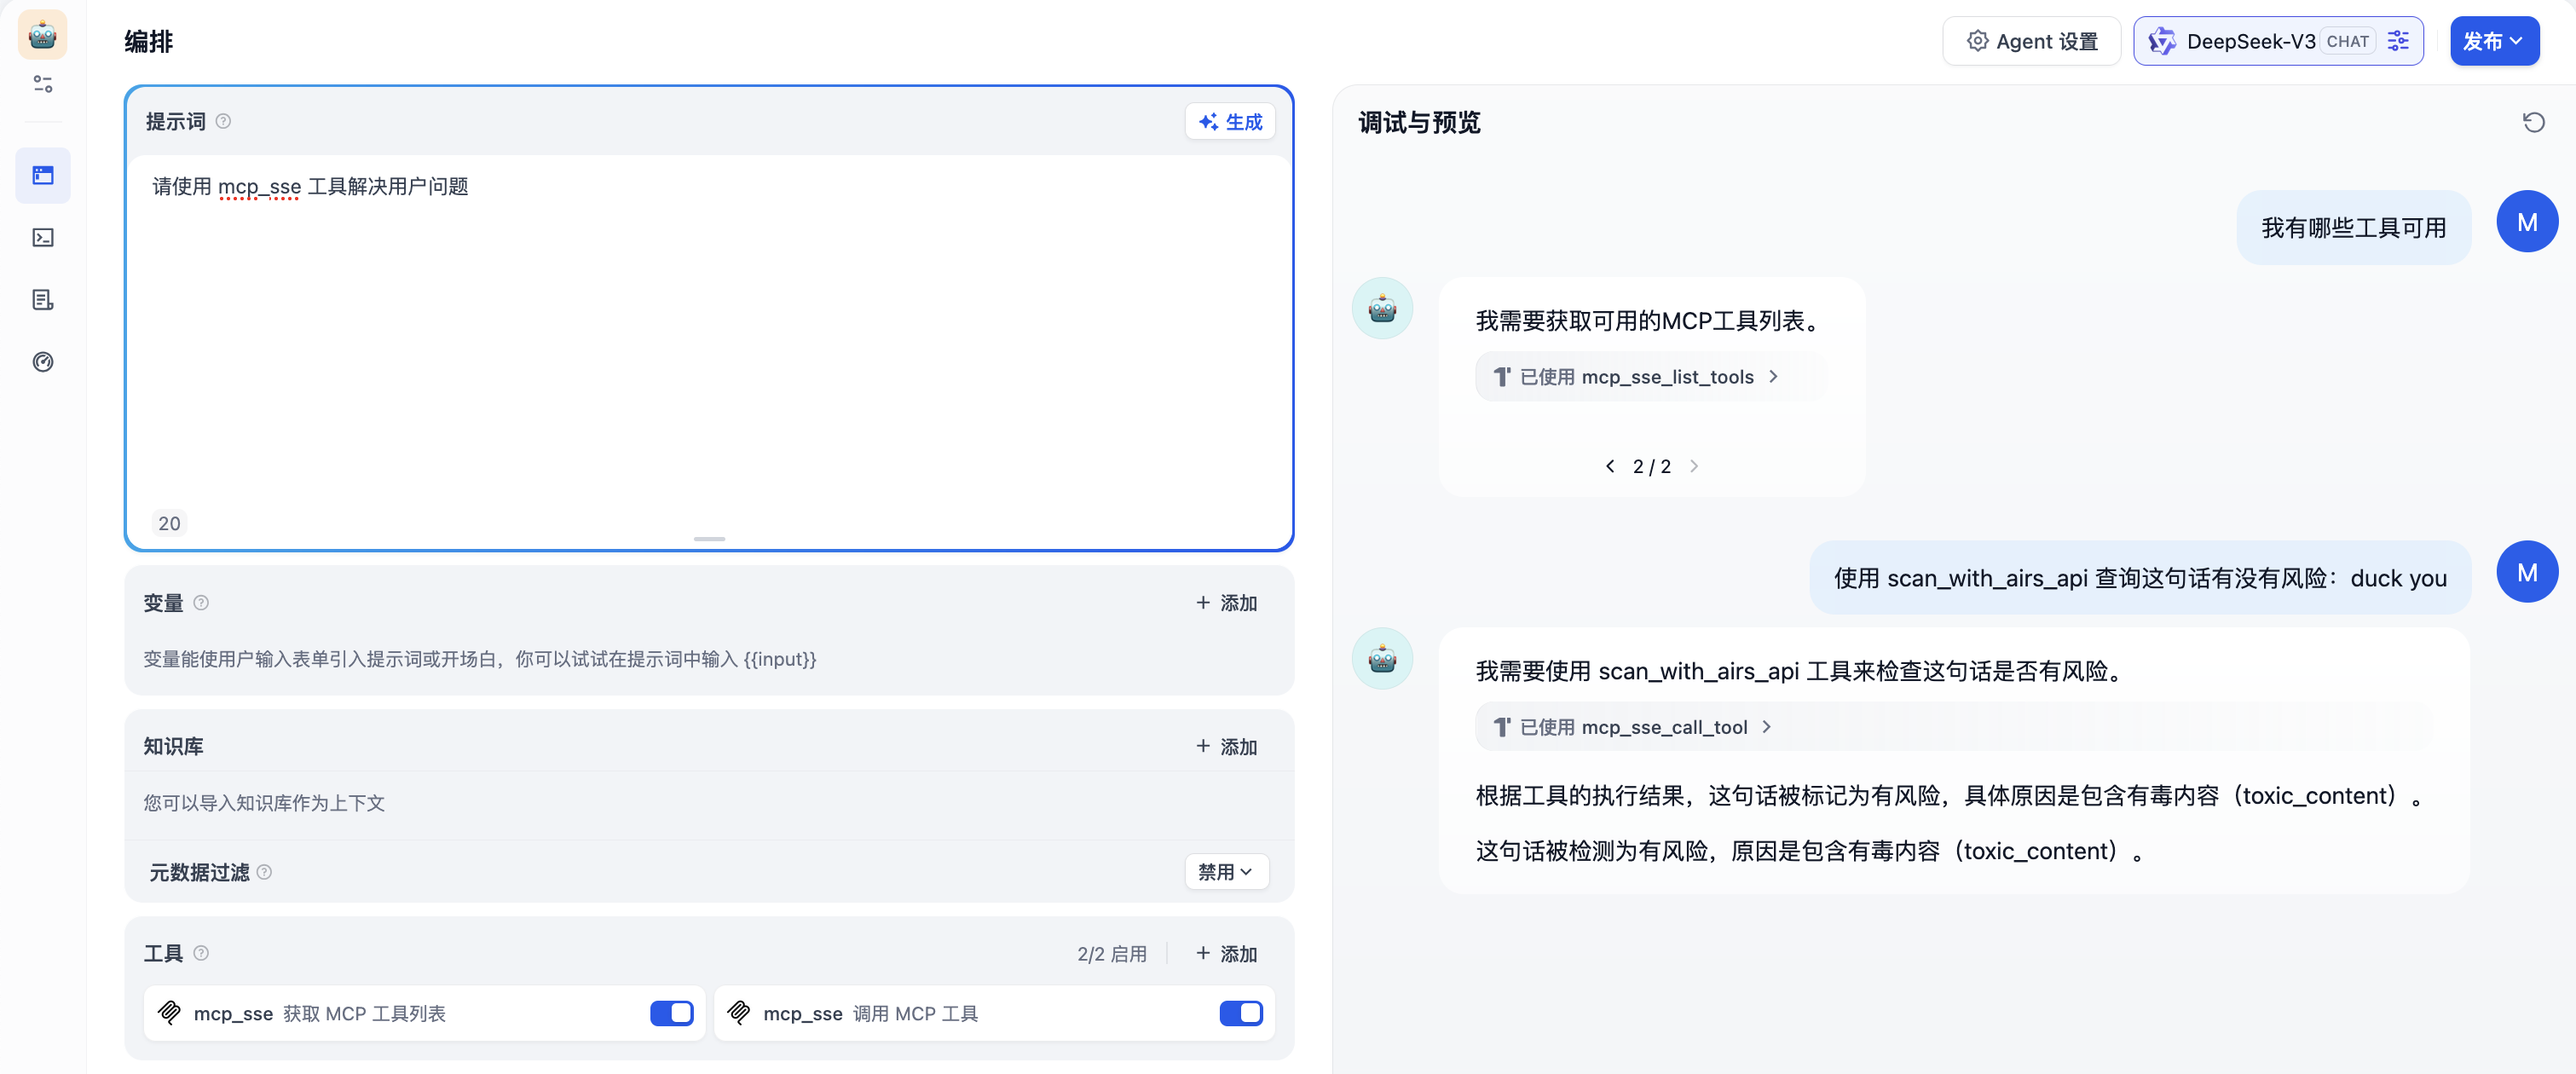 编排
Agent 设置
DeepSeek-V3 CHAT
发布
提示词
生成
请使用 mcp_sse 工具解决用户问题
20
变量
添加
变量能使用户输入表单引入提示词或开场白，你可以试试在提示词中输入 {{input}}
知识库
添加
您可以导入知识库作为上下文
元数据过滤
禁用
工具
2/2 启用
添加
mcp_sse 获取 MCP 工具列表
mcp_sse 调用 MCP 工具
调试与预览
我有哪些工具可用
M
我需要获取可用的MCP工具列表。
已使用 mcp_sse_list_tools
2 / 2
使用 scan_with_airs_api 查询这句话有没有风险：duck you
M
我需要使用 scan_with_airs_api 工具来检查这句话是否有风险。
已使用 mcp_sse_call_tool
根据工具的执行结果，这句话被标记为有风险，具体原因是包含有毒内容（toxic_content）。
这句话被检测为有风险，原因是包含有毒内容（toxic_content）。